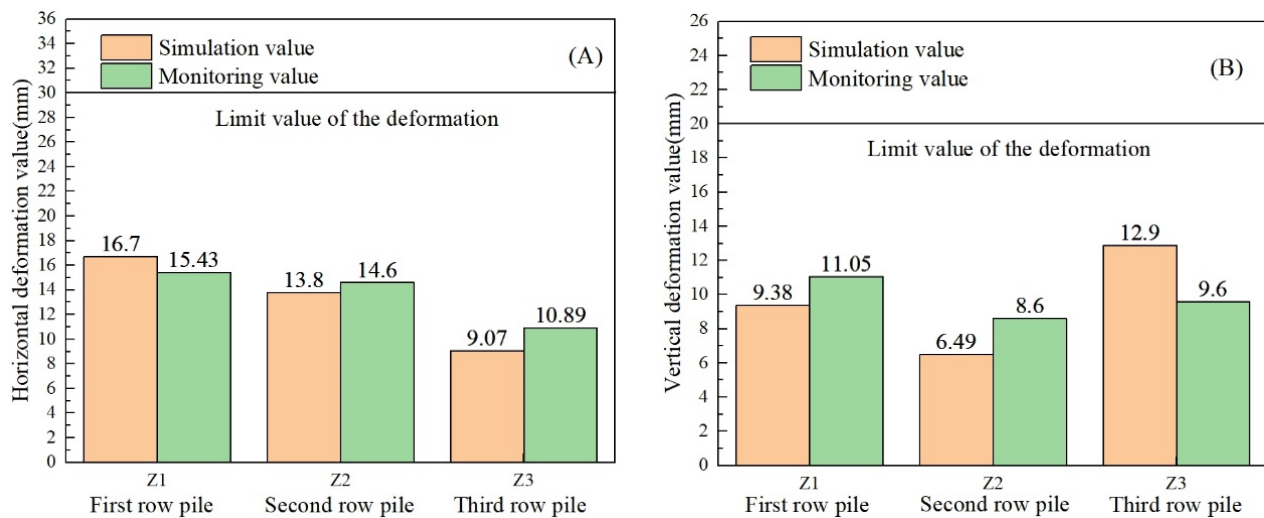 Horizontal deformation value(mm)
36
34
32
30
28
26
24
22
20
18
16
14
12
10
8
6
4
2
0
Simulation value
Monitoring value
(A)
Limit value of the deformation
16.7
15.43
13.8
14.6
9.07
10.89
Z1
Z2
Z3
First row pile
Second row pile
Third row pile
Vertical deformation value(mm)
26
24
22
20
18
16
14
12
10
8
6
4
2
0
Simulation value
Monitoring value
(B)
Limit value of the deformation
9.38
11.05
6.49
8.6
12.9
9.6
Z1
Z2
Z3
First row pile
Second row pile
Third row pile